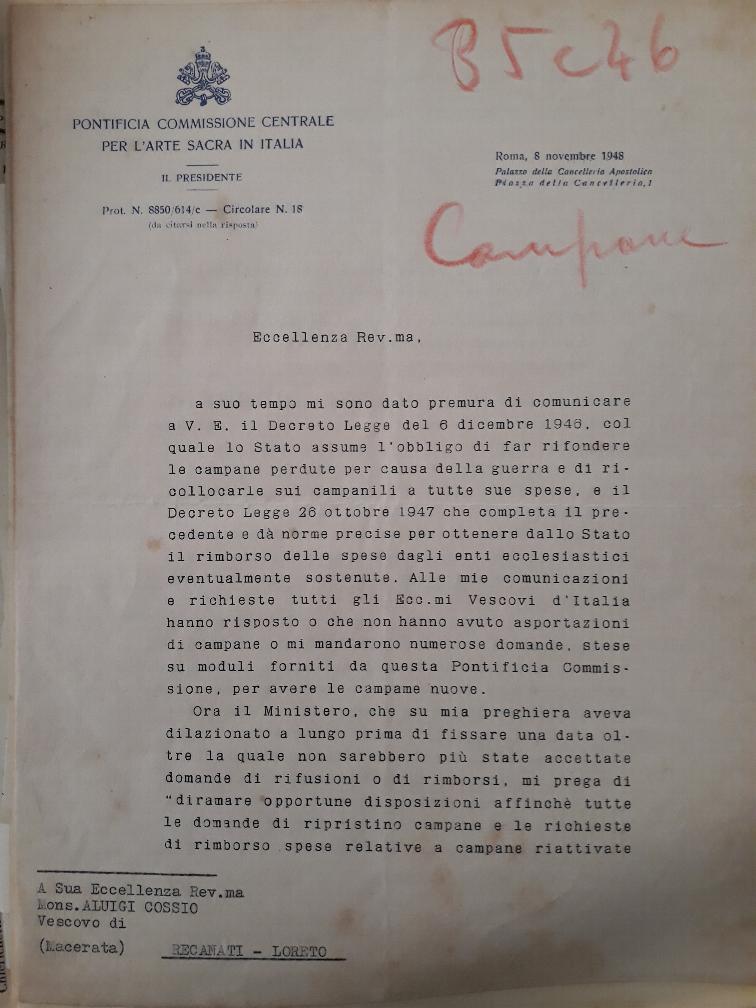 B5c46
PONTIFICIA COMMISSIONE CENTRALE
PER L'ARTE SACRA IN ITALIA
IL PRESIDENTE
Prot. N. 8850/614/c — Circolare N. 18
(da citarsi nella risposta)
Roma, 8 novembre 1948
Palazzo della Cancelleria Apostolica
Piazza della Cancelleria, 1
Campane
Eccellenza Rev.ma,
a suo tempo mi sono dato premura di comunicare
a V. E. il Decreto Legge del 6 dicembre 1946, col
quale lo Stato assume l'obbligo di far rifondere
le campane perdute per causa della guerra e di ri-
collocarle sui campanili a tutte sue spese, e il
Decreto Legge 26 ottobre 1947 che completa il pre-
cedente e dà norme precise per ottenere dallo Stato
il rimborso delle spese dagli enti ecclesiastici
eventualmente sostenute. Alle mie comunicazioni
e richieste tutti gli Ecc.mi Vescovi d'Italia
hanno risposto o che non hanno avuto asportazioni
di campane o mi mandarono numerose domande, stese
su moduli forniti da questa Pontificia Commis-
sione, per avere le campame nuove.
Ora il Ministero, che su mia preghiera aveva
dilazionato a lungo prima di fissare una data ol-
tre la quale non sarebbero più state accettate
domande di rifusioni o di rimborsi, mi prega di
"diramare opportune disposizioni affinchè tutte
le domande di ripristino campane e le richieste
di rimborso spese relative a campane riattivate
A Sua Eccellenza Rev.ma
Mons.ALUIGI COSSIO
Vescovo di
(Macerata) RECANATI - LORETO